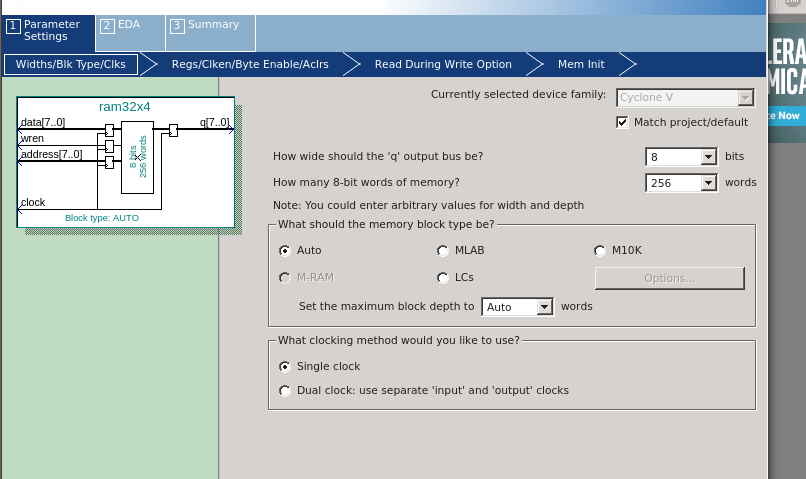 1 Parameter Settings
2 EDA
3 Summary
Widths/Blk Type/Clks
Regs/Clken/Byte Enable/Aclrs
Read During Write Option
Mem Init
ram32x4
data[7..0]
wren
address[7..0]
clock
q[7..0]
8 bits
256 words
Block type: AUTO
Currently selected device family:
Cyclone V
Match project/default
How wide should the 'q' output bus be?
8
bits
How many 8-bit words of memory?
256
words
Note: You could enter arbitrary values for width and depth
What should the memory block type be?
Auto
MLAB
M10K
M-RAM
LCs
Options...
Set the maximum block depth to
Auto
words
What clocking method would you like to use?
Single clock
Dual clock: use separate 'input' and 'output' clocks